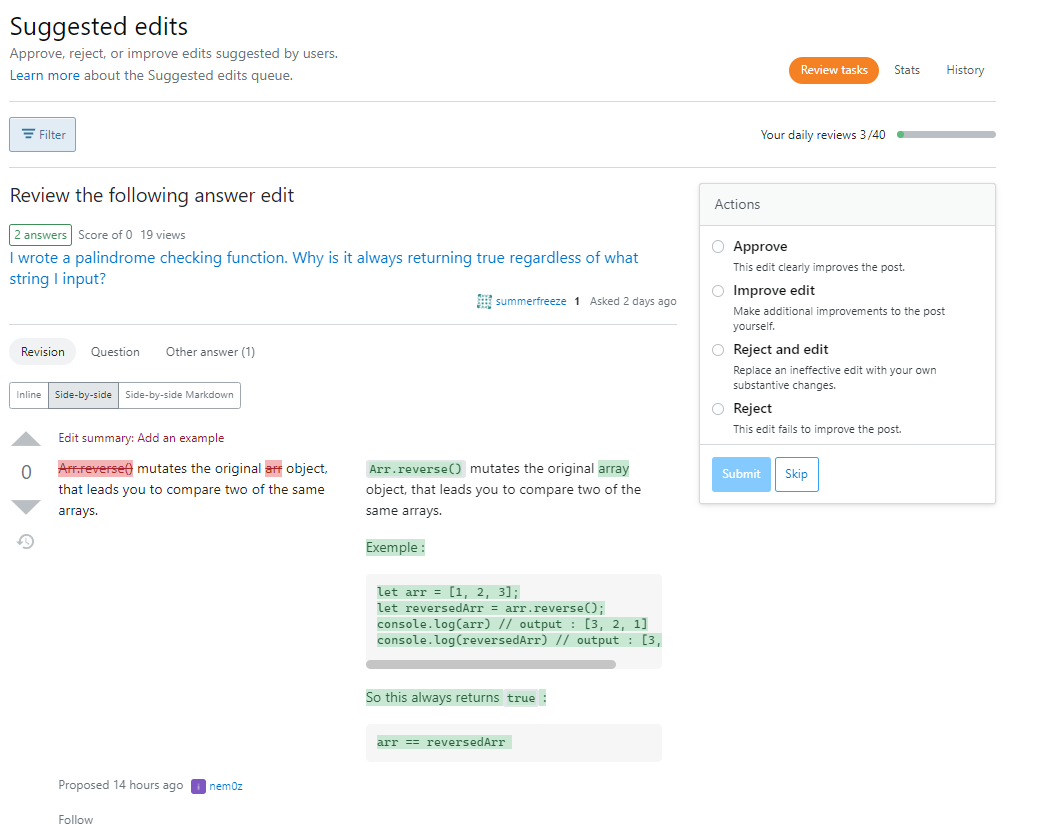 Suggested edits
Approve, reject, or improve edits suggested by users.
Learn more about the Suggested edits queue.
Review tasks
Stats
History
Filter
Your daily reviews 3/40
Review the following answer edit
2 answers Score of 0 19 views
I wrote a palindrome checking function. Why is it always returning true regardless of what
string I input?
summerfreeze 1 Asked 2 days ago
Revision
Question
Other answer (1)
Inline
Side-by-side
Side-by-side Markdown
0
Edit summary: Add an example
Arr.reverse() mutates the original arr object,
that leads you to compare two of the same
arrays.
Arr.reverse() mutates the original array
object, that leads you to compare two of the
same arrays.
Exemple :
let arr = [1, 2, 3];
let reversedArr = arr.reverse();
console.log(arr) // output : [3, 2, 1]
console.log(reversedArr) // output : [3,
So this always returns true :
arr == reversedArr
Proposed 14 hours ago nem0z
Follow
Actions
Approve
This edit clearly improves the post.
Improve edit
Make additional improvements to the post
yourself.
Reject and edit
Replace an ineffective edit with your own
substantive changes.
Reject
This edit fails to improve the post.
Submit
Skip